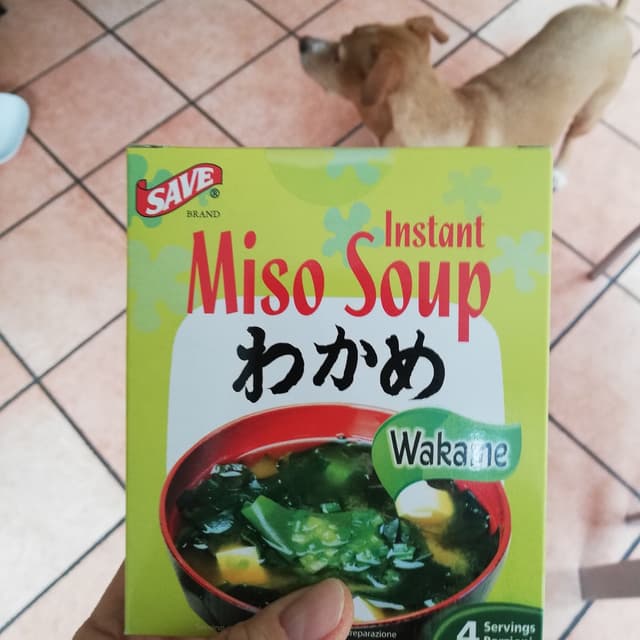 SAVE®
BRAND
Instant
Miso Soup
わかめ
Wakame
4 Servings